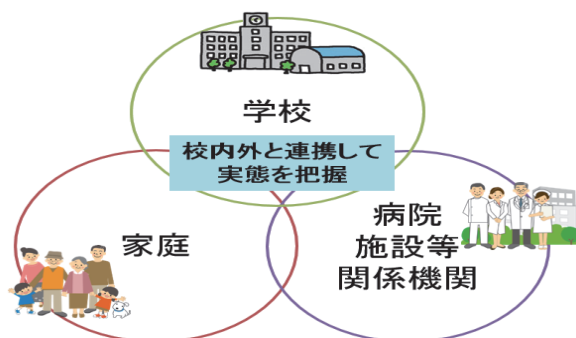 学校
校内外と連携して
実態を把握
家庭
病院
施設等
関係機関